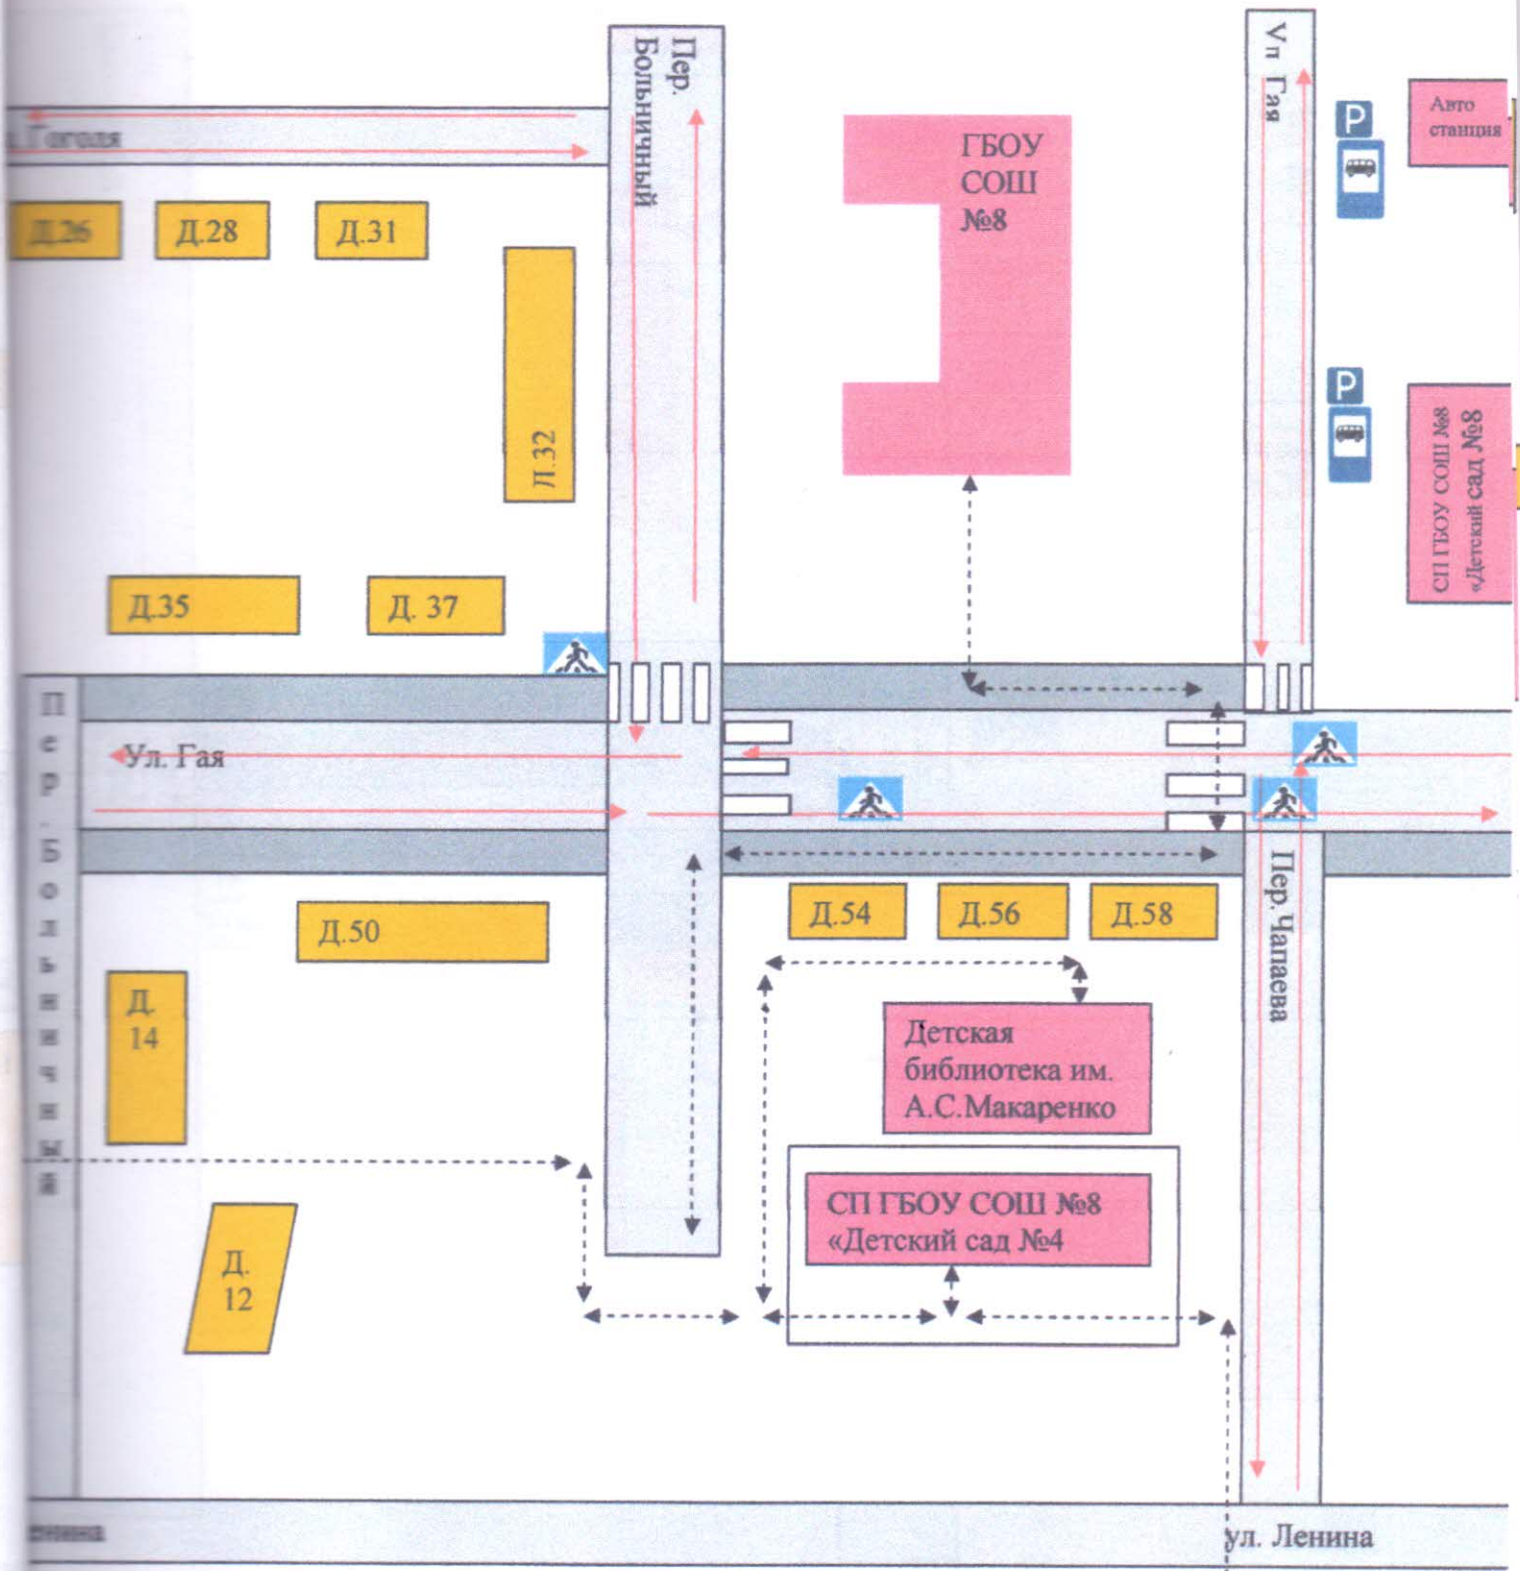 Пер.
Больничный
Гоголя
Уп Гая
P
Авто
станция
ГБОУ
СОШ
№8
Д.26
Д.28
Д.31
Л.32
P
СП ГБОУ СОШ №8
«Детский сад №8
Д.35
Д. 37
Пер.Больничный
Ул. Гая
Д.50
Д.54
Д.56
Д.58
Пер.Чапаева
Д.
14
Детская
библиотека им.
А.С.Макаренко
СП ГБОУ СОШ №8
«Детский сад №4
Д.
12
ул. Ленина